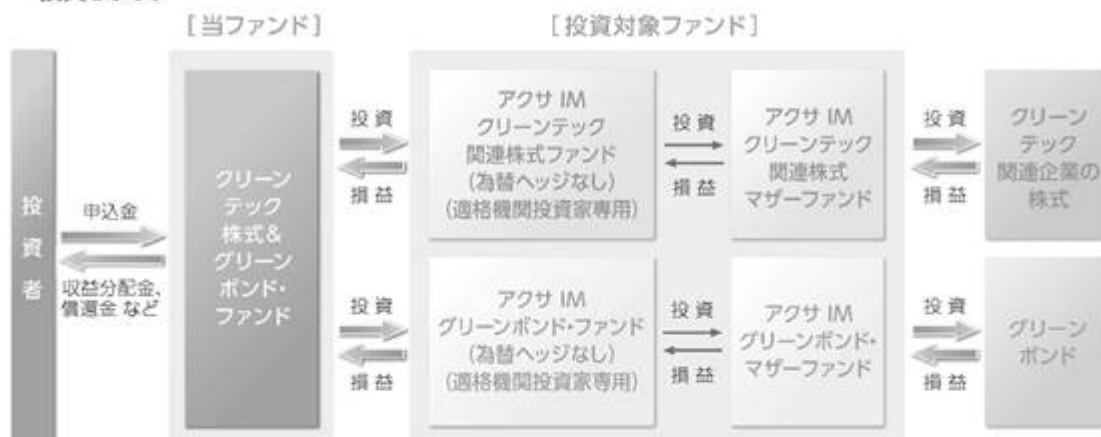 [当ファンド]
[投資対象ファンド]
投資者
申込金
収益分配金、
償還金 など
クリーン
テック
株式&
グリーン
ボンド・
ファンド
投資
損益
アクサ IM
クリーンテック
関連株式ファンド
(為替ヘッジなし)
(適格機関投資家専用)
投資
損益
アクサ IM
クリーンテック
関連株式
マザーファンド
投資
損益
クリーン
テック
関連企業の
株式
投資
損益
アクサ IM
グリーンボンド・ファンド
(為替ヘッジなし)
(適格機関投資家専用)
投資
損益
アクサ IM
グリーンボンド・
マザーファンド
投資
損益
グリーン
ボンド